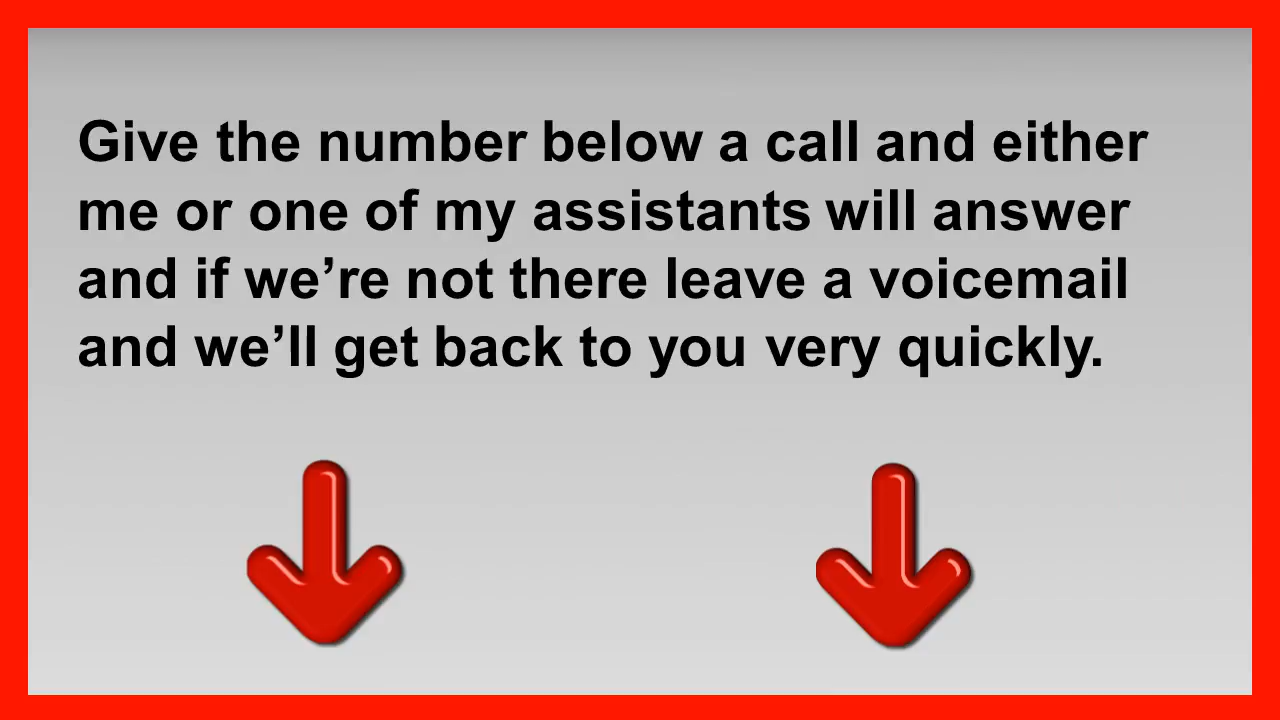 Give the number below a call and either
me or one of my assistants will answer
and if we’re not there leave a voicemail
and we’ll get back to you very quickly.